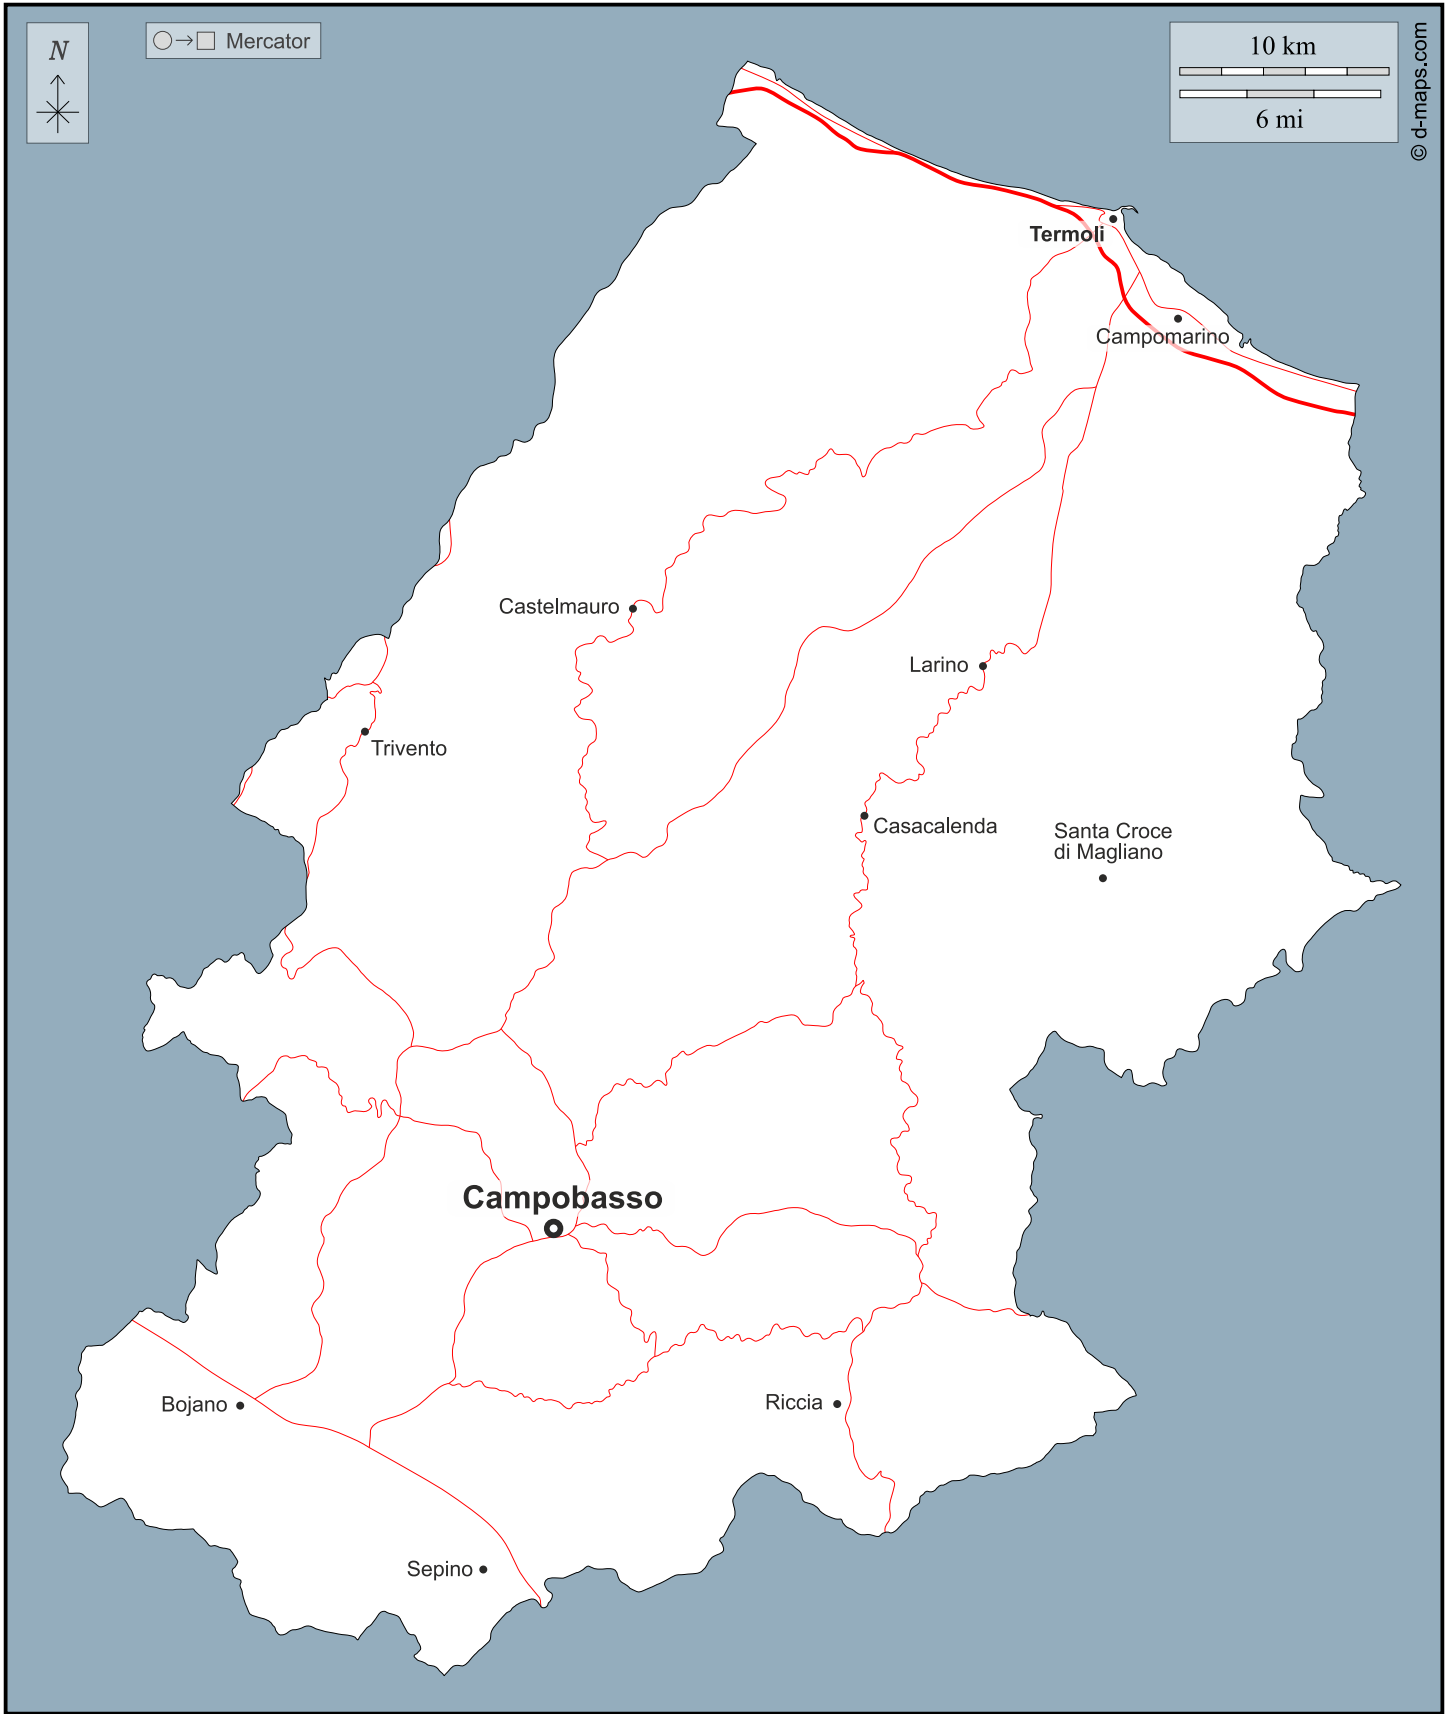 N
Mercator
10 km
6 mi
© d-maps.com
Termoli
Campomarino
Castelmauro
Larino
Trivento
Casacalenda
Santa Croce
di Magliano
Campobasso
Bojano
Riccia
Sepino